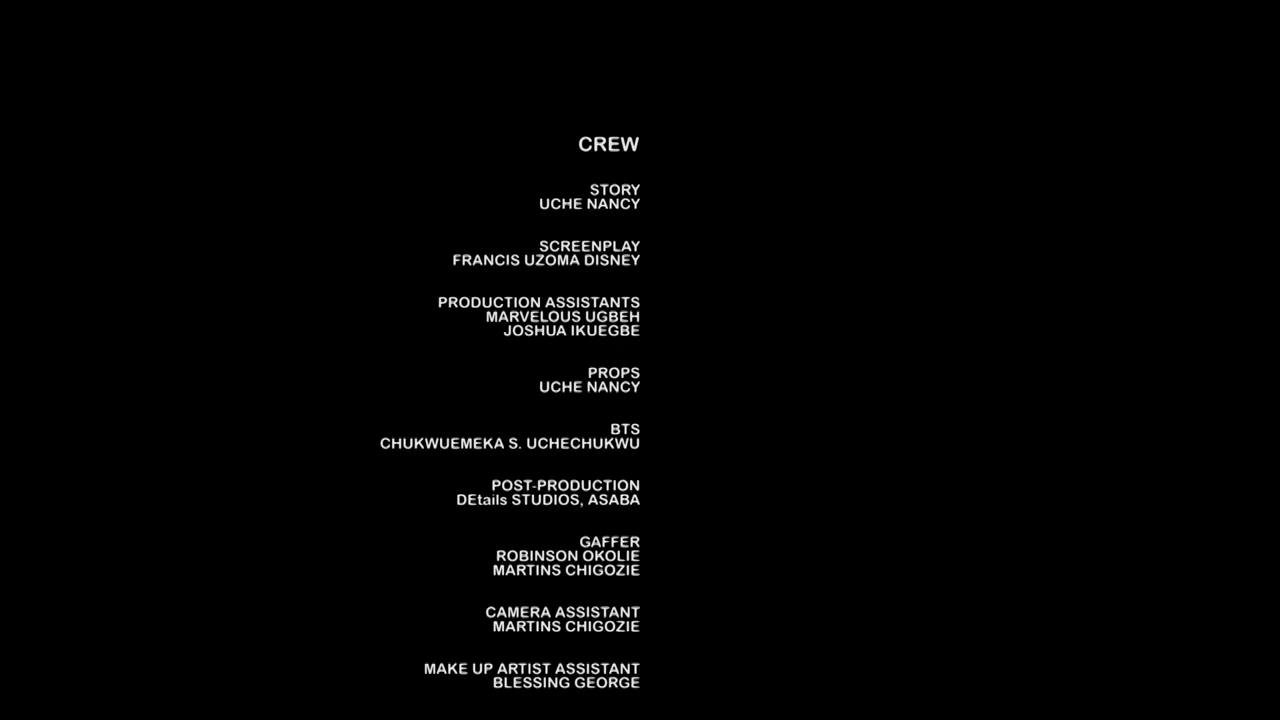 CREW
STORY
UCHE NANCY
SCREENPLAY
FRANCIS UZOMA DISNEY
PRODUCTION ASSISTANTS
MARVELOUS UGBEH
JOSHUA IKUEGBE
PROPS
UCHE NANCY
BTS
CHUKWUEMEKA S. UCHECHUKWU
POST-PRODUCTION
DEtails STUDIOS, ASABA
GAFFER
ROBINSON OKOLIE
MARTINS CHIGOZIE
CAMERA ASSISTANT
MARTINS CHIGOZIE
MAKE UP ARTIST ASSISTANT
BLESSING GEORGE